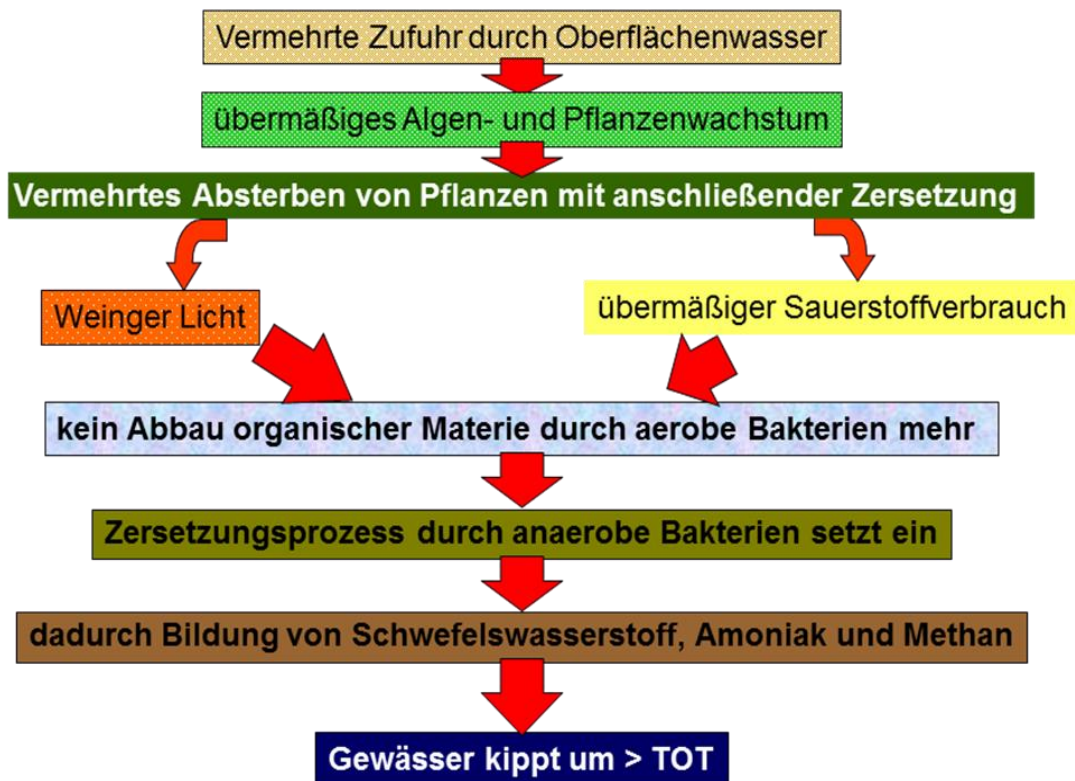 Vermehrte Zufuhr durch Oberflächenwasser
übermäßiges Algen- und Pflanzenwachstum
Vermehrtes Absterben von Pflanzen mit anschließender Zersetzung
Weinger Licht
übermäßiger Sauerstoffverbrauch
kein Abbau organischer Materie durch aerobe Bakterien mehr
Zersetzungsprozess durch anaerobe Bakterien setzt ein
dadurch Bildung von Schwefelswasserstoff, Amoniak und Methan
Gewässer kippt um > TOT